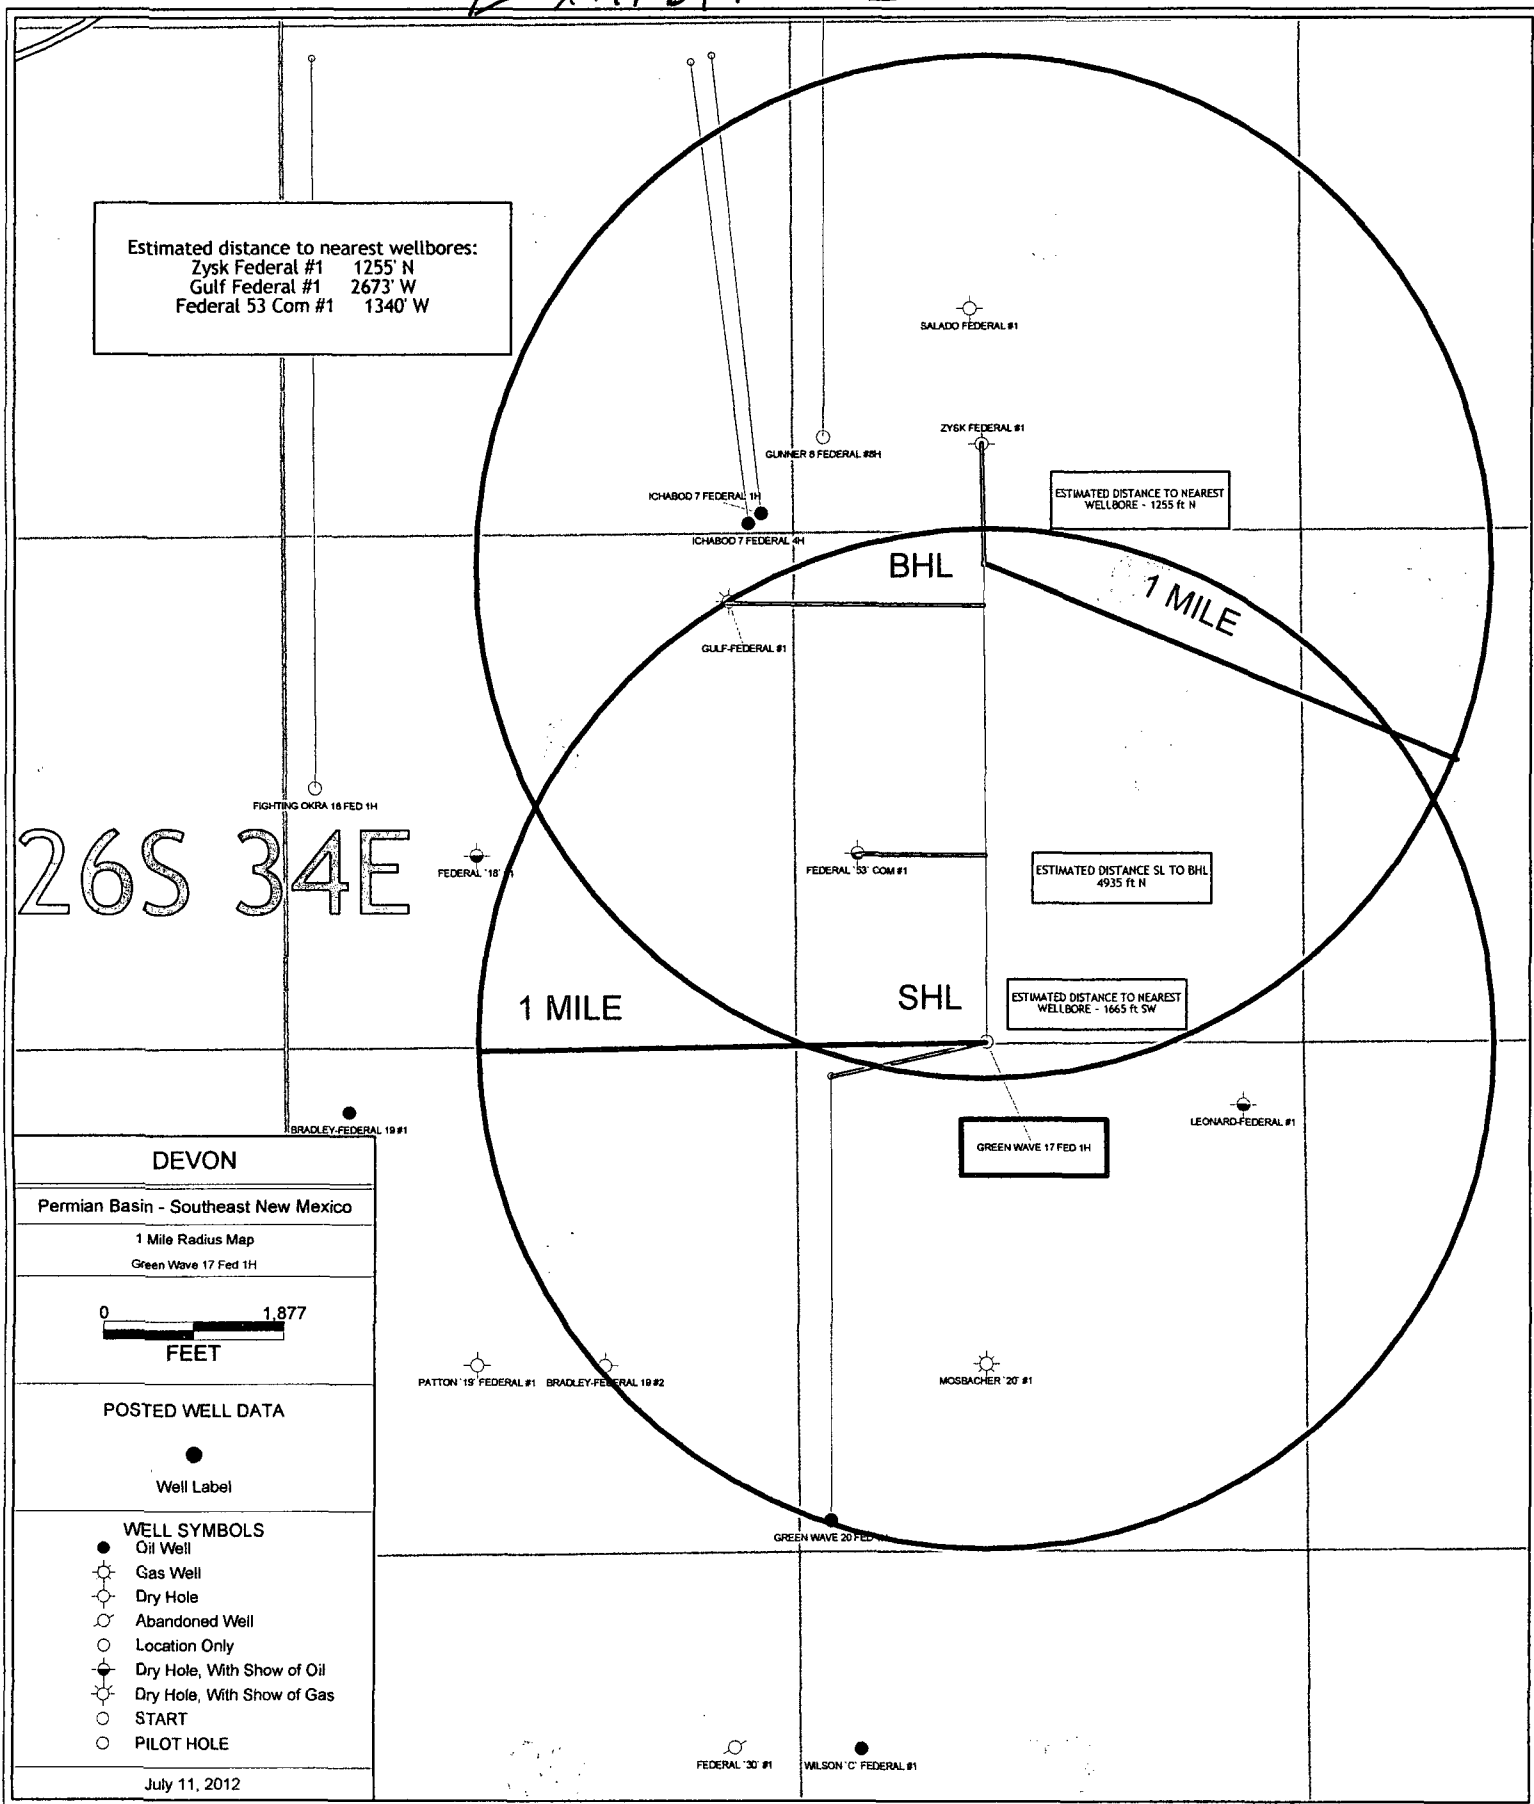 Estimated distance to nearest wellbores:
Zysk Federal #1 1255' N
Gulf Federal #1 2673' W
Federal 53 Com #1 1340' W
SALADO FEDERAL #1
ZYSK FEDERAL #1
GUNNER 8 FEDERAL #5H
ESTIMATED DISTANCE TO NEAREST
WELLBORE - 1255 ft N
ICHABOD 7 FEDERAL 1H
ICHABOD 7 FEDERAL 4H
BHL
1 MILE
GULF-FEDERAL #1
FIGHTING OKRA 18 FED 1H
26S 34E
FEDERAL '18'
FEDERAL '53' COM #1
ESTIMATED DISTANCE SL TO BHL
4935 ft N
1 MILE
SHL
ESTIMATED DISTANCE TO NEAREST
WELLBORE - 1665 ft SW
BRADLEY-FEDERAL 19 #1
LEONARD-FEDERAL #1
GREEN WAVE 17 FED 1H
DEVON
Permian Basin - Southeast New Mexico
1 Mile Radius Map
Green Wave 17 Fed 1H
0 1,877
FEET
PATTON '19' FEDERAL #1
BRADLEY-FEDERAL 19 #2
MOSBACHER '20' #1
POSTED WELL DATA
Well Label
GREEN WAVE 20 FED
WELL SYMBOLS
Oil Well
Gas Well
Dry Hole
Abandoned Well
Location Only
Dry Hole, With Show of Oil
Dry Hole, With Show of Gas
START
PILOT HOLE
FEDERAL '30' #1
WILSON 'C' FEDERAL #1
July 11, 2012